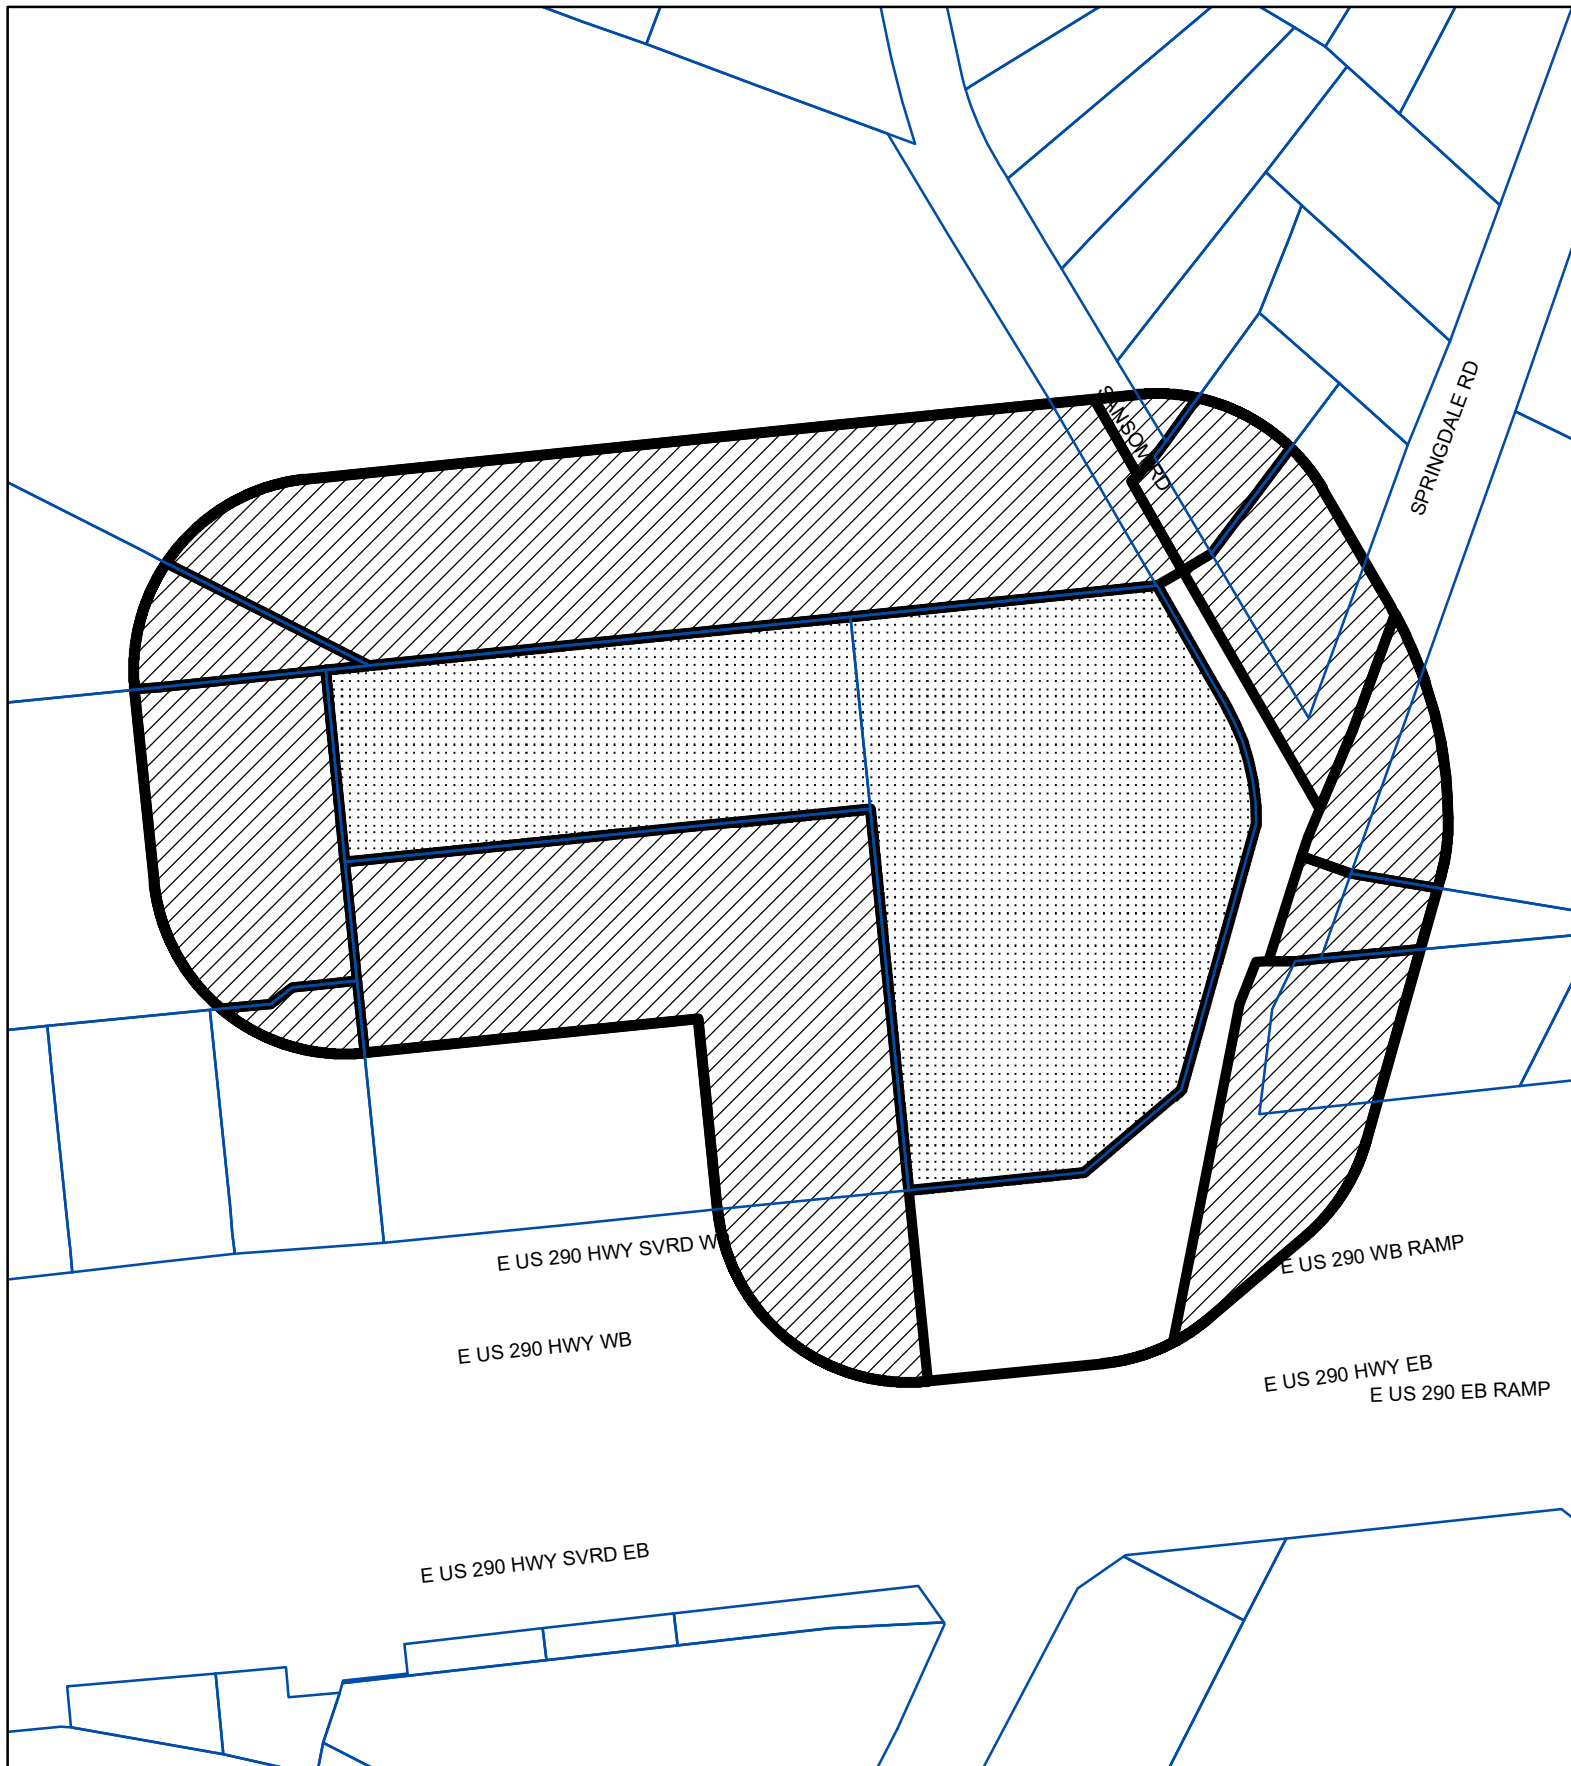 SANSOM RD
SPRINGDALE RD
E US 290 HWY SVRD W
E US 290 WB RAMP
E US 290 HWY WB
E US 290 HWY EB
E US 290 EB RAMP
E US 290 HWY SVRD EB